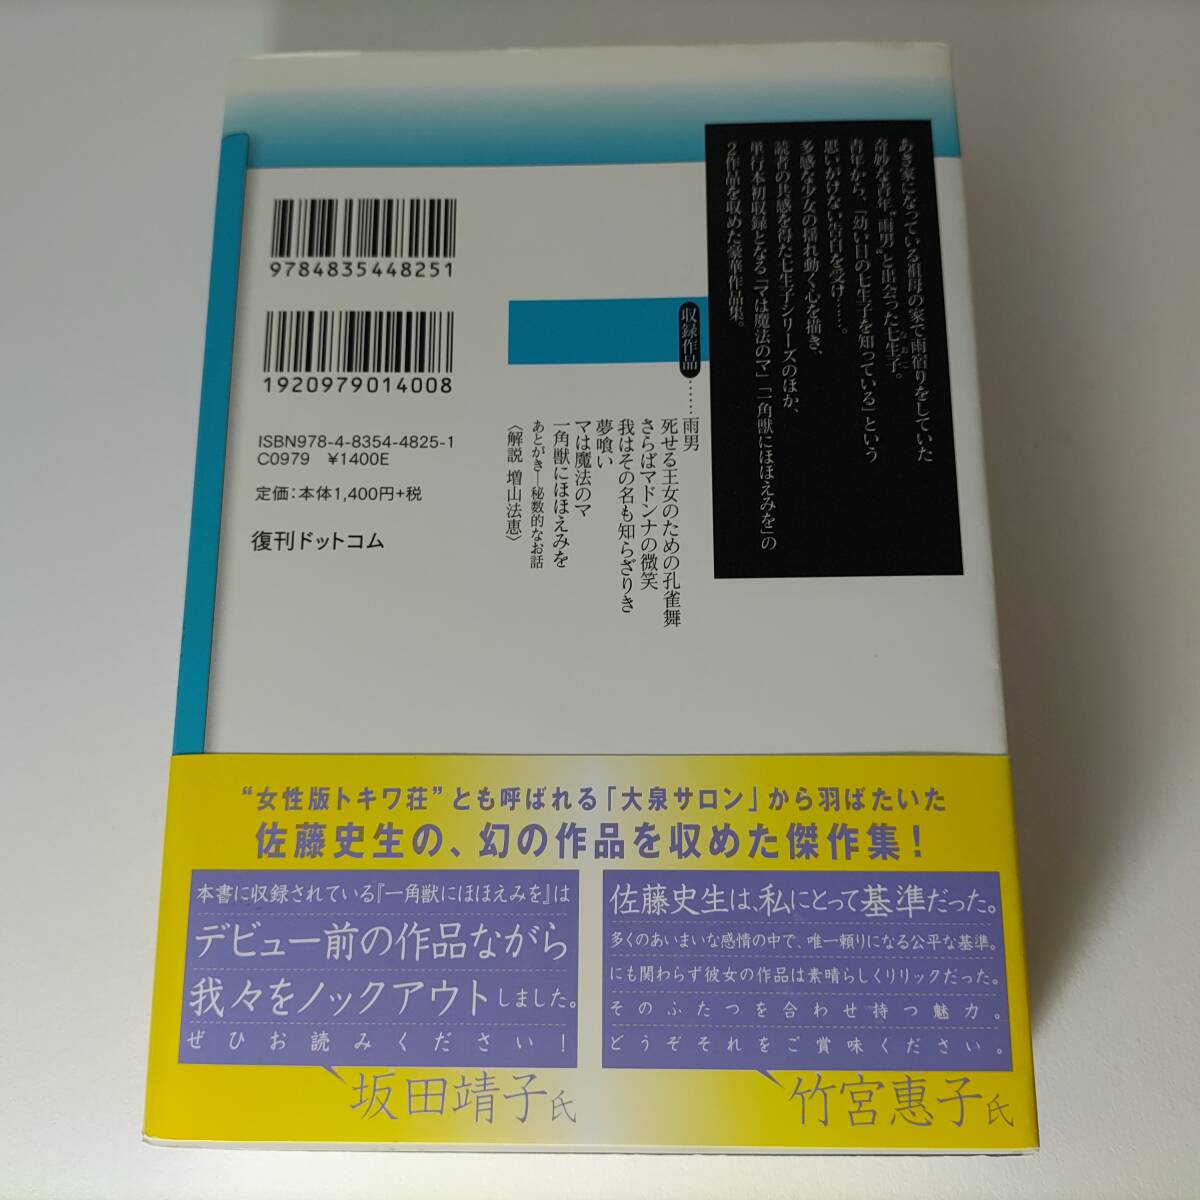 あき家になっている祖母の家で雨宿りをしていた
奇妙な青年〝雨男〟と出会った七生子。
なおこ
青年から、『幼い日の七生子を知っている』という
思いがけない告白を受け……。
多感な少女の揺れ動く心を描き、
読者の共感を得た七生子シリーズのほか、
単行本初収録となる「マは魔法のマ」「一角獣にほほえみを」の
2作品を収めた豪華作品集。
収録作品……雨男
死せる王女のための孔雀舞
さらばマドンナの微笑
我はその名も知らざりき
夢喰い
マは魔法のマ
一角獣にほほえみを
あとがき―秘数的なお話
〈解説 増山法恵〉
9784835448251
1920979014008
ISBN978-4-8354-4825-1
C0979 ¥1400E
定価:本体1,400円+税
復刊ドットコム
“女性版トキワ荘”とも呼ばれる「大泉サロン」から羽ばたいた
佐藤史生の、幻の作品を収めた傑作集!
本書に収録されている『一角獣にほほえみを』は
デビュー前の作品ながら
我々をノックアウトしました。
ぜひお読みください!
坂田靖子氏
佐藤史生は、私にとって基準だった。
多くのあいまいな感情の中で、唯一頼りになる公平な基準。
にも関わらず彼女の作品は素晴らしくリリックだった。
そのふたつを合わせ持つ魅力。
どうぞそれをご賞味ください。
竹宮惠子氏